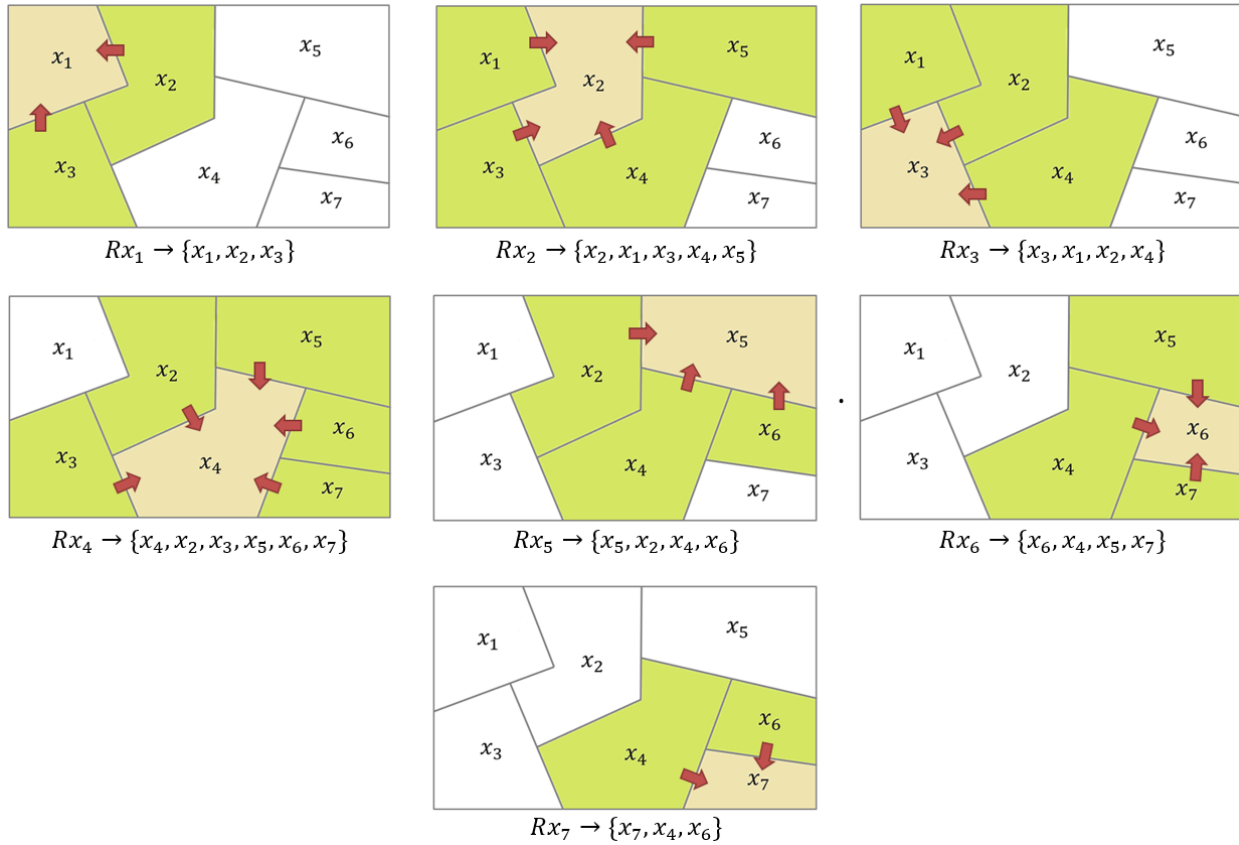 x₁ x₂ x₃ x₄ x₅ x₆ x₇
Rx₁ → {x₁, x₂, x₃}
x₁ x₂ x₃ x₄ x₅ x₆ x₇
Rx₂ → {x₂, x₁, x₃, x₄, x₅}
x₁ x₂ x₃ x₄ x₅ x₆ x₇
Rx₃ → {x₃, x₁, x₂, x₄}
x₁ x₂ x₃ x₄ x₅ x₆ x₇
Rx₄ → {x₄, x₂, x₃, x₅, x₆, x₇}
x₁ x₂ x₃ x₄ x₅ x₆ x₇
Rx₅ → {x₅, x₂, x₄, x₆}
.
x₁ x₂ x₃ x₄ x₅ x₆ x₇
Rx₆ → {x₆, x₄, x₅, x₇}
x₁ x₂ x₃ x₄ x₅ x₆ x₇
Rx₇ → {x₇, x₄, x₆}